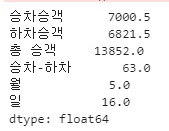 승차승객 7000.5
하차승객 6821.5
총 승객 13852.0
승차-하차 63.0
월 5.0
일 16.0
dtype: float64